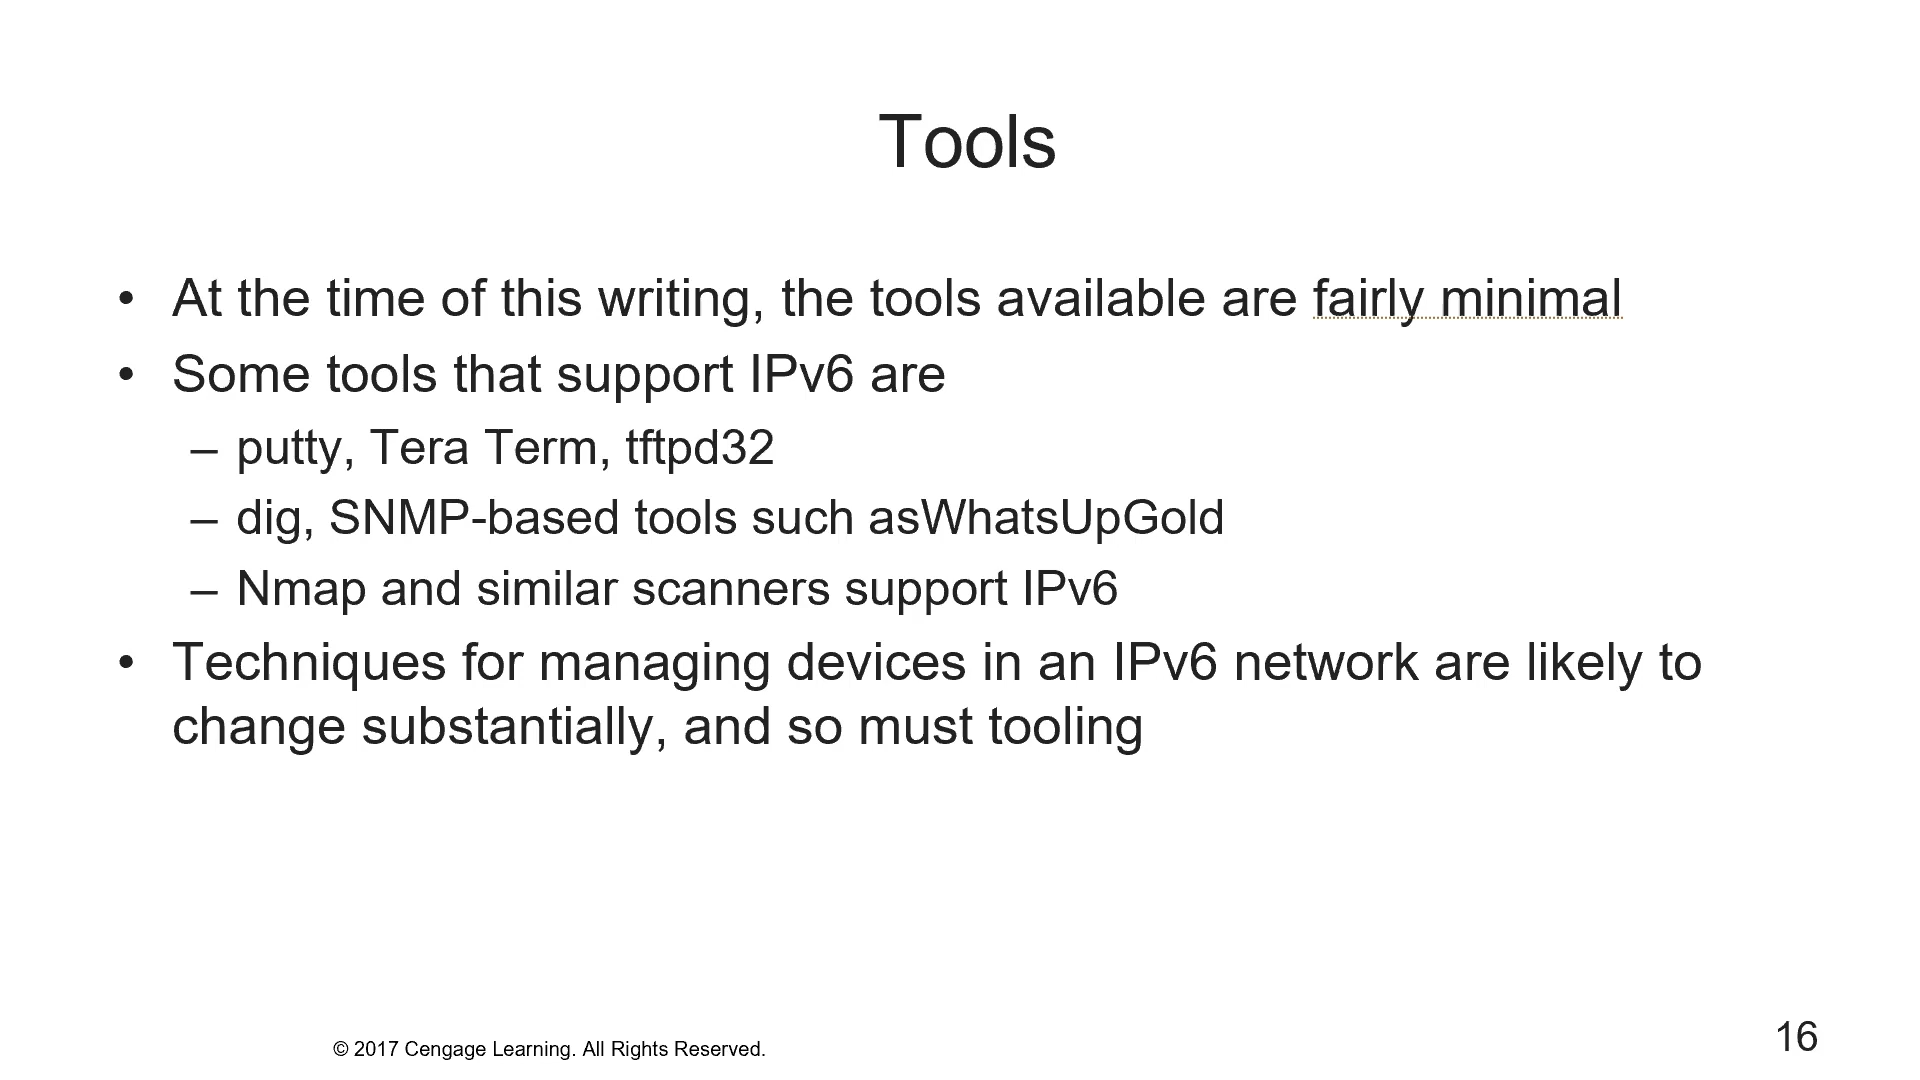 Tools
• At the time of this writing, the tools available are fairly minimal
• Some tools that support IPv6 are
– putty, Tera Term, tftpd32
– dig, SNMP-based tools such asWhatsUpGold
– Nmap and similar scanners support IPv6
• Techniques for managing devices in an IPv6 network are likely to
change substantially, and so must tooling
© 2017 Cengage Learning. All Rights Reserved.
16